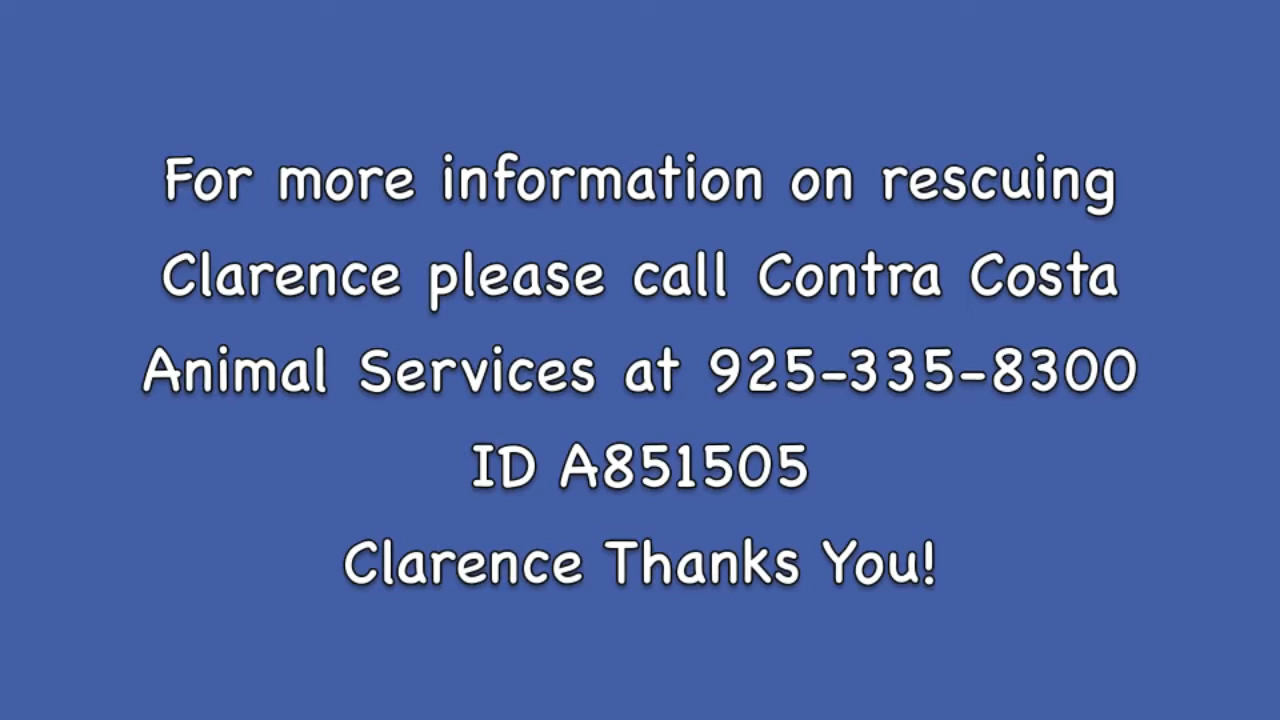 For more information on rescuing
Clarence please call Contra Costa
Animal Services at 925-335-8300
ID A851505
Clarence Thanks You!